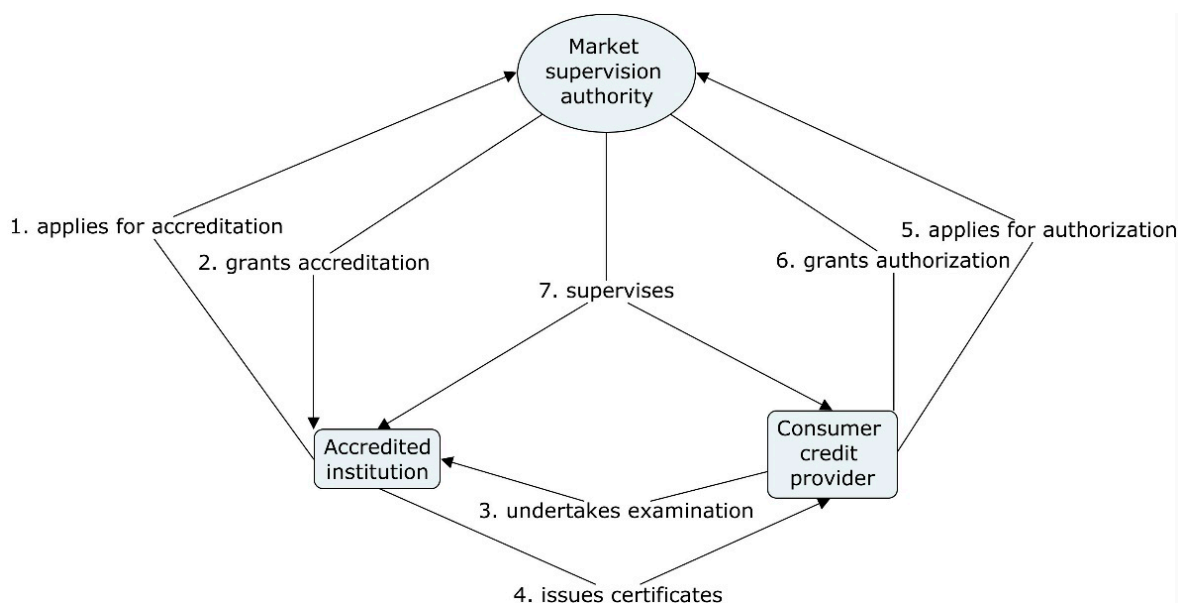 Market
supervision
authority
1. applies for accreditation
5. applies for authorization
2. grants accreditation
6. grants authorization
7. supervises
Accredited
institution
Consumer
credit
provider
3. undertakes examination
4. issues certificates